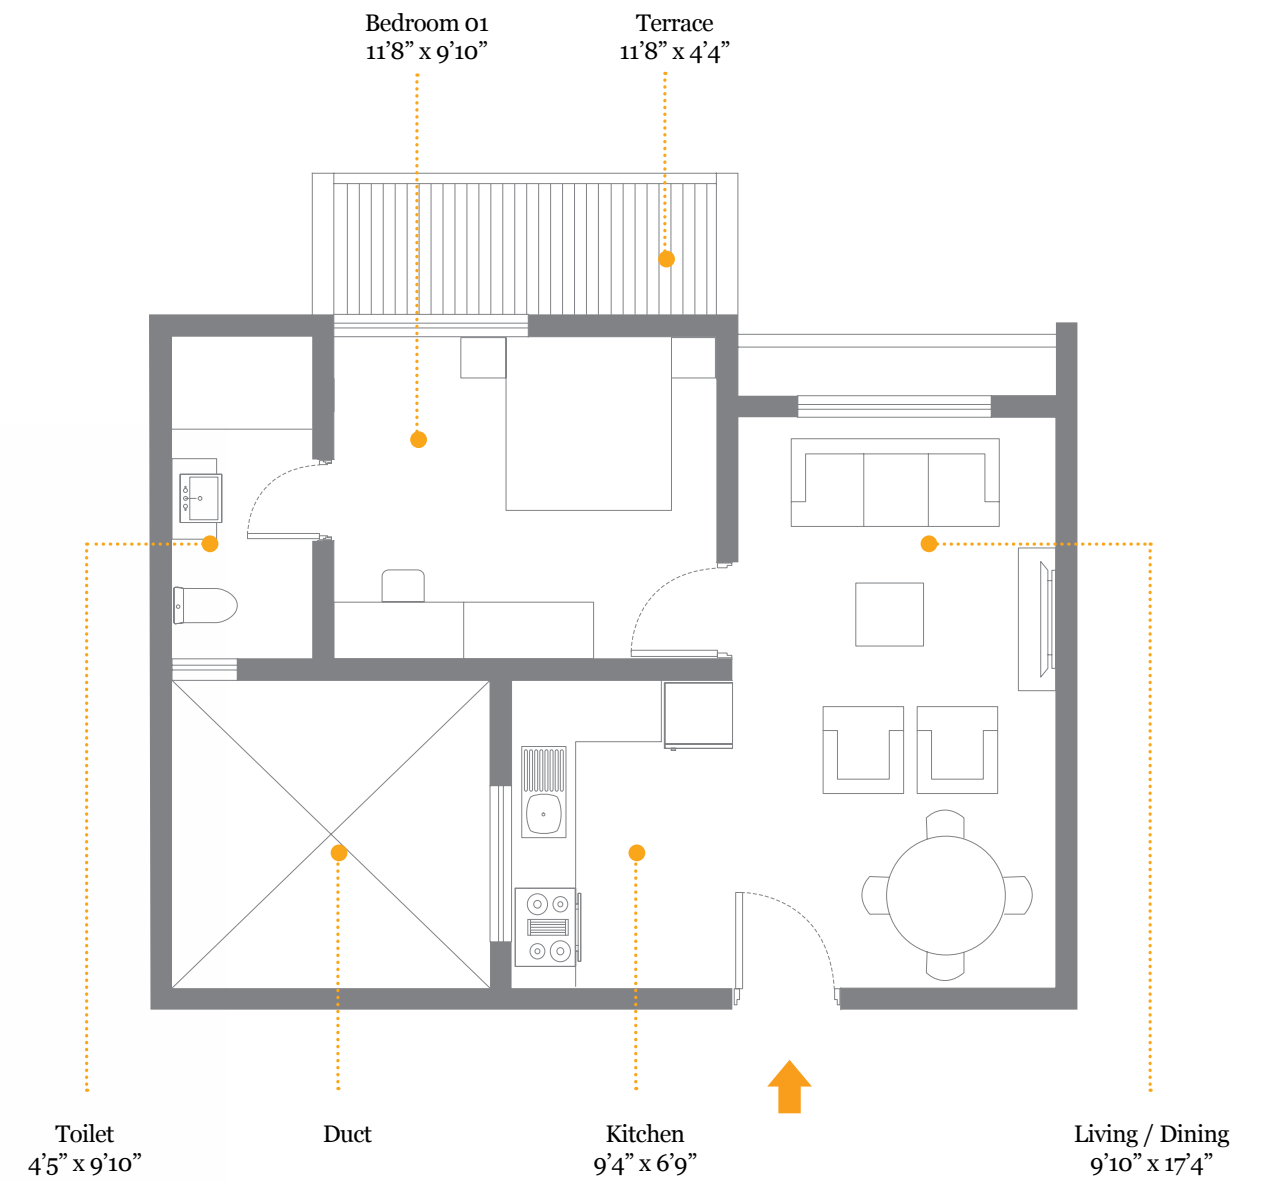 Bedroom 01
11’8” x 9’10”
Terrace
11’8” x 4’4”
Toilet
4’5” x 9’10”
Duct
Kitchen
9’4” x 6’9”
Living / Dining
9’10” x 17’4”